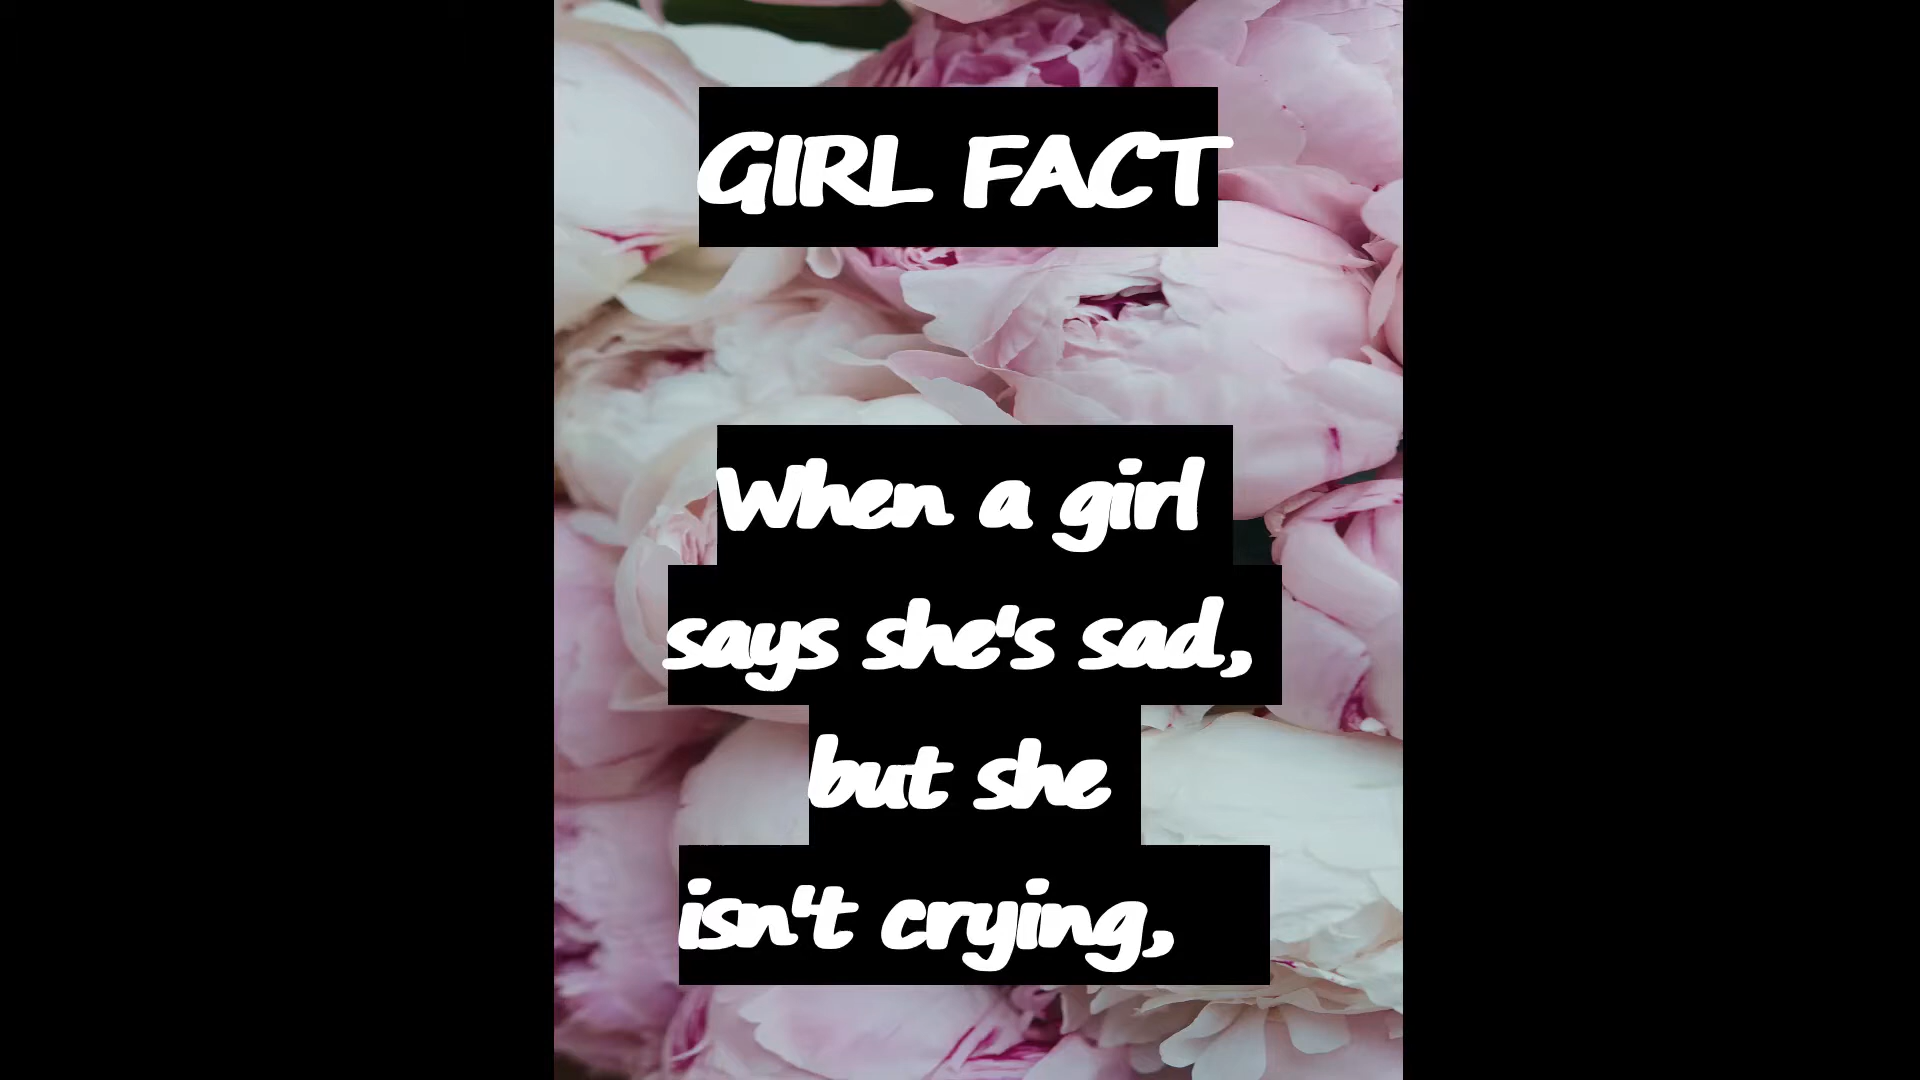 GIRL FACT
When a girl
says she's sad,
but she
isn't crying,